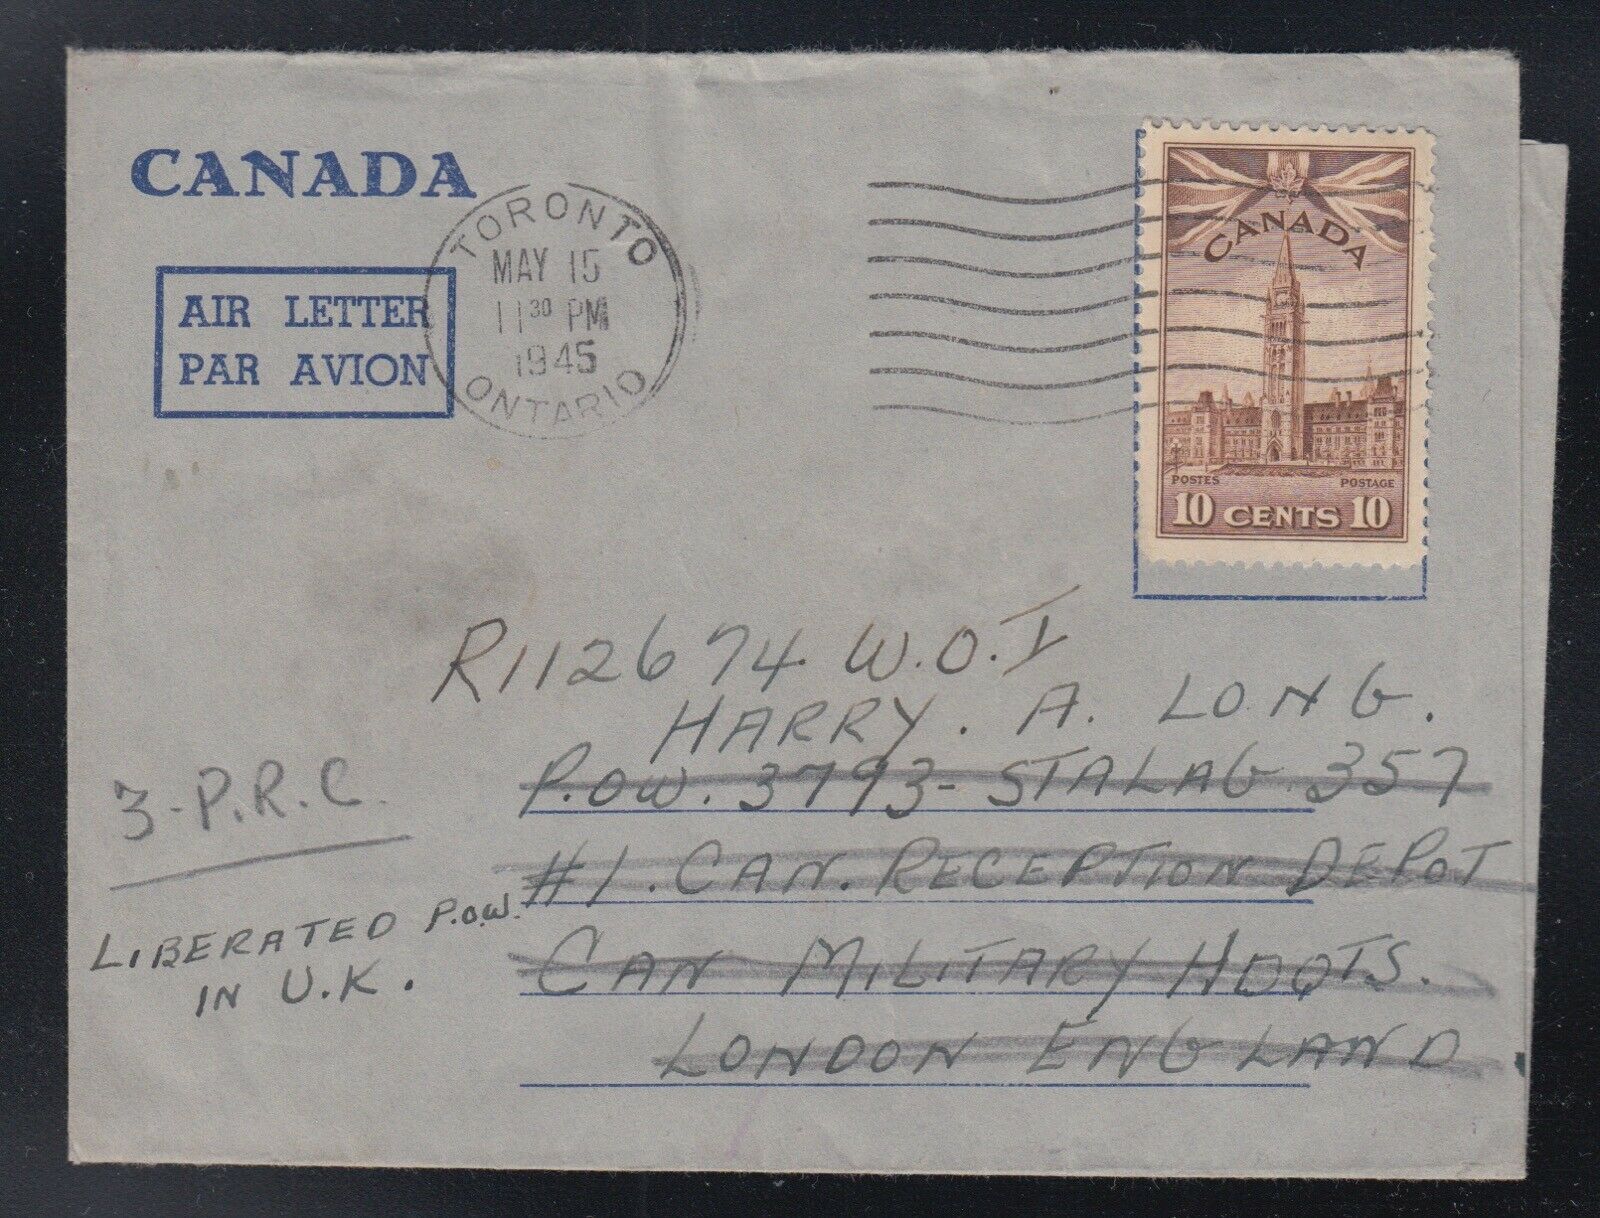 CANADA
AIR LETTER
PAR AVION
TORONTO
MAY 15
11 30 PM
1945
ONTARIO
CANADA
POSTES POSTAGE
10 CENTS 10
R112674 W.O.I
HARRY. A. LONG.
P.OW. 3793- STALAG 357
#1. CAN. RECEPTION DEPOT
CAN MILITARY HDQTS.
LONDON ENGLAND
3-P.R.C.
LIBERATED P.O.W.
IN U.K.